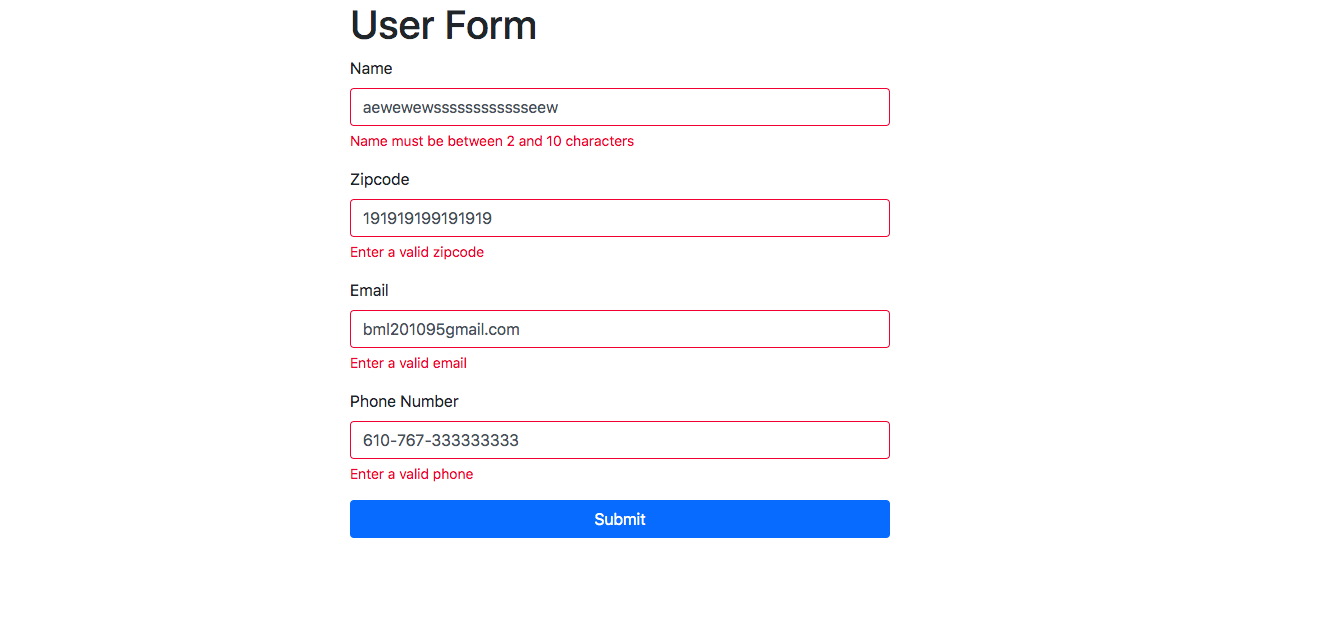 User Form
Name
aewewewsssssssssssseew
Name must be between 2 and 10 characters
Zipcode
191919199191919
Enter a valid zipcode
Email
bml201095gmail.com
Enter a valid email
Phone Number
610-767-333333333
Enter a valid phone
Submit